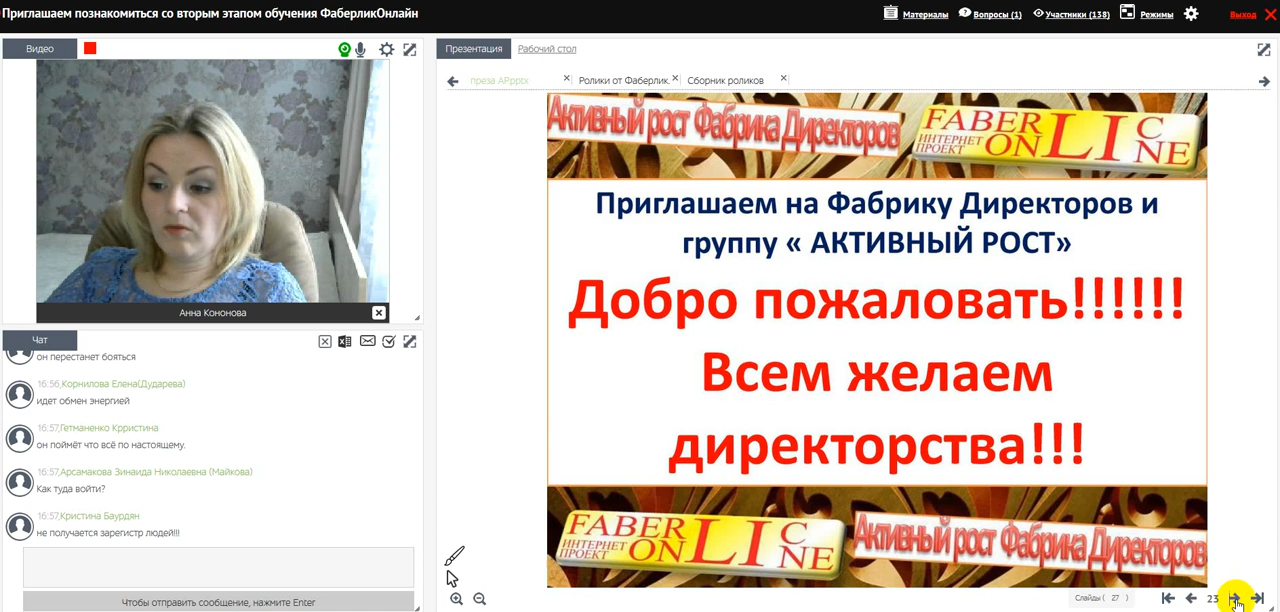 Приглашаем познакомиться со вторым этапом обучения ФаберликОнлайн
Материалы
Вопросы (1)
Участники (138)
Режимы
Выход
Видео
Анна Кононова
Чат
он перестанет бояться
16:56,Корнилова Елена(Дударева)
идет обмен энергией
16:57,Гетманенко Крристина
он поймёт что всё по настоящему.
16:57,Арсамакова Зинаида Николаевна (Майкова)
Как туда войти?
16:57,Кристина Баурдян
не получается зарегистр людей!!!
Чтобы отправить сообщение, нажмите Enter
Презентация
Рабочий стол
преза APpptx
Ролики от Фаберлик.
Сборник роликов
Активный рост Фабрика Директоров
FABERLIC
ИНТЕРНЕТ ПРОЕКТ
ONLINE
Приглашаем на Фабрику Директоров и
группу « АКТИВНЫЙ РОСТ»
Добро пожаловать!!!!!!
Всем желаем
директорства!!!
FABERLIC
ИНТЕРНЕТ ПРОЕКТ
ONLINE
Активный рост Фабрика Директоров
Слайды ( 27 )
23